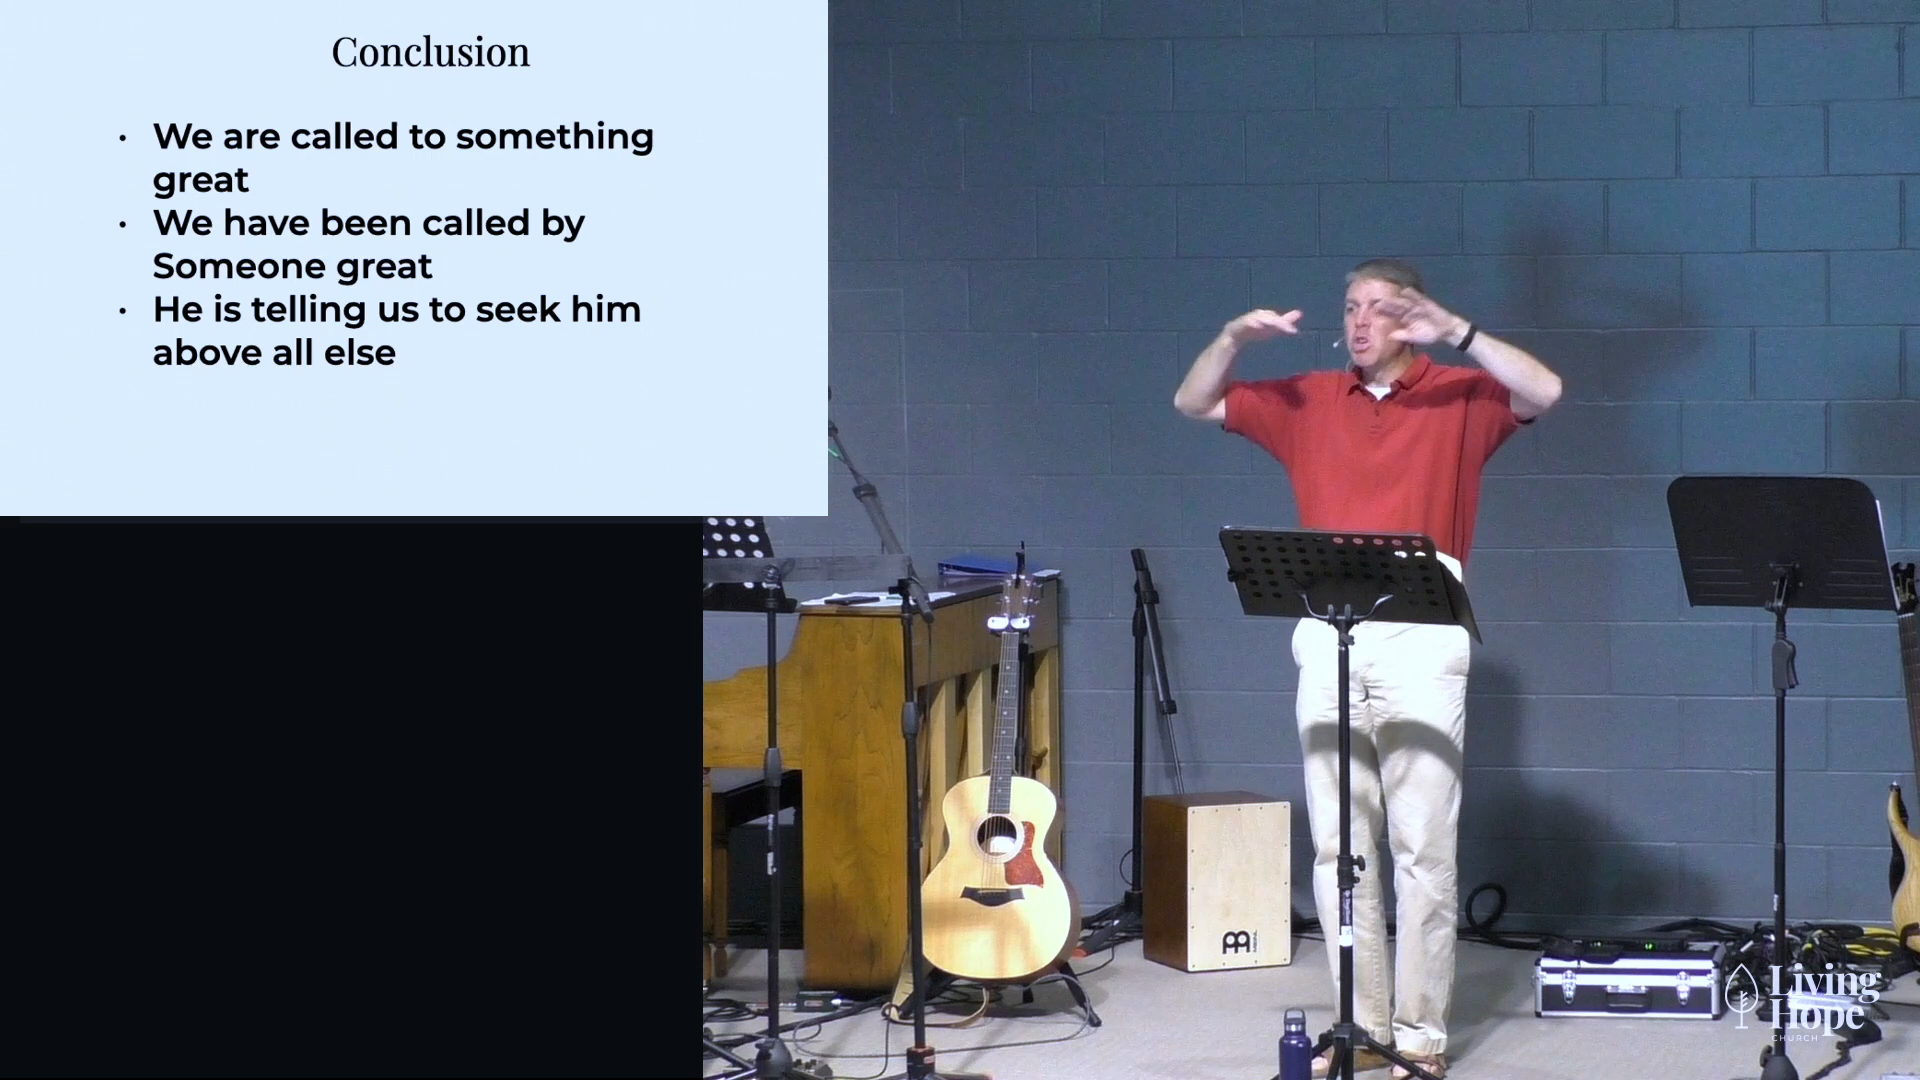 Conclusion
• We are called to something
great
• We have been called by
Someone great
• He is telling us to seek him
above all else
Living
Hope
CHURCH